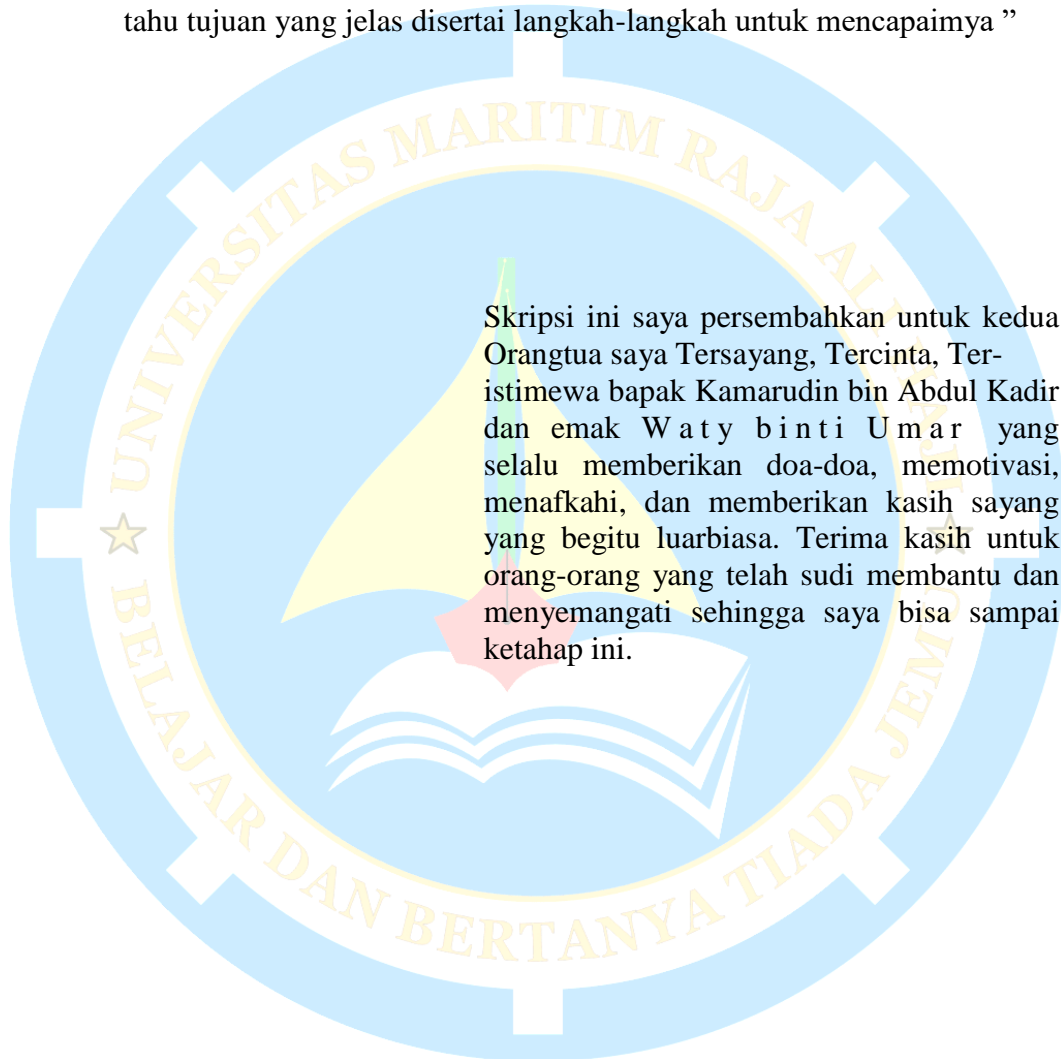 tahu tujuan yang jelas disertai langkah-langkah untuk mencapaimya ”
UNIVERSITAS MARITIM RAJA ALI HAJI
Skripsi ini saya persembahkan untuk kedua
Orangtua saya Tersayang, Tercinta, Ter-
istimewa bapak Kamarudin bin Abdul Kadir
dan emak W a t y b i n t i U m a r yang
selalu memberikan doa-doa, memotivasi,
menafkahi, dan memberikan kasih sayang
yang begitu luarbiasa. Terima kasih untuk
orang-orang yang telah sudi membantu dan
menyemangati sehingga saya bisa sampai
ketahap ini.
BELAJAR DAN BERTANYA TIADA JEMU